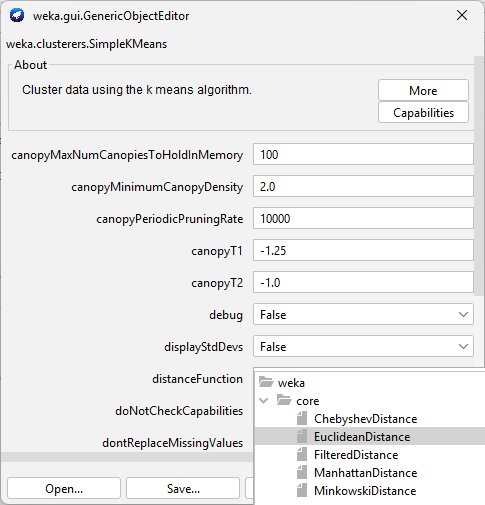 weka.gui.GenericObjectEditor
weka.clusterers.SimpleKMeans
About
Cluster data using the k means algorithm.
More
Capabilities
canopyMaxNumCanopiesToHoldInMemory 100
canopyMinimumCanopyDensity 2.0
canopyPeriodicPruningRate 10000
canopyT1 -1.25
canopyT2 -1.0
debug False
displayStdDevs False
distanceFunction
weka
core
doNotCheckCapabilities
ChebyshevDistance
EuclideanDistance
dontReplaceMissingValues
FilteredDistance
ManhattanDistance
MinkowskiDistance
Open...
Save...